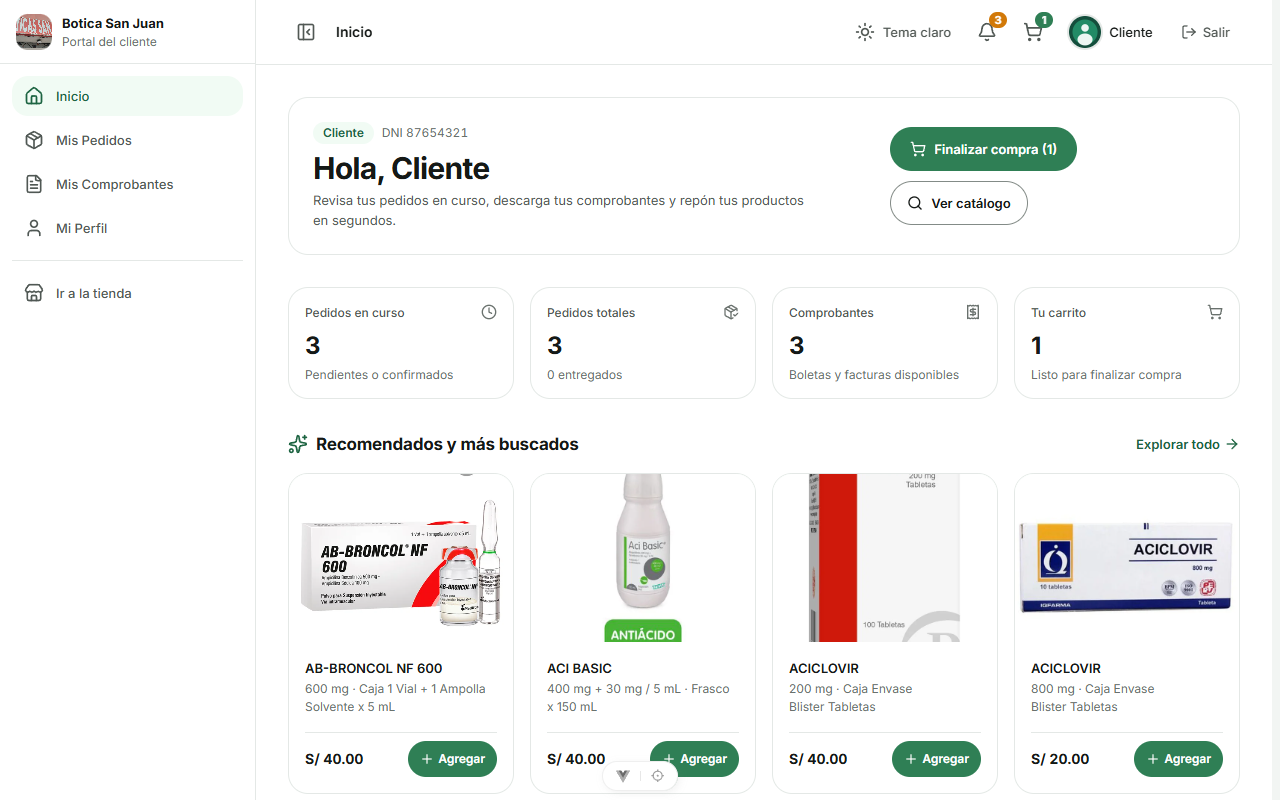 Botica San Juan
Portal del cliente
Inicio
Mis Pedidos
Mis Comprobantes
Mi Perfil
Ir a la tienda
Inicio
Tema claro
3
1
Cliente
Salir
Cliente
DNI 87654321
Hola, Cliente
Revisa tus pedidos en curso, descarga tus comprobantes y repón tus productos
en segundos.
Finalizar compra (1)
Ver catálogo
Pedidos en curso
3
Pendientes o confirmados
Pedidos totales
3
0 entregados
Comprobantes
3
Boletas y facturas disponibles
Tu carrito
1
Listo para finalizar compra
Recomendados y más buscados
Explorar todo
AB-BRONCOL NF
600
AB-BRONCOL NF 600
600 mg · Caja 1 Vial + 1 Ampolla
Solvente x 5 mL
S/ 40.00
+ Agregar
Aci Basic
ANTIÁCIDO
ACI BASIC
400 mg + 30 mg / 5 mL · Frasco
x 150 mL
S/ 40.00
+ Agregar
200 mg
Tabletas
100 Tabletas
ACICLOVIR
200 mg · Caja Envase
Blister Tabletas
S/ 40.00
+ Agregar
ACICLOVIR
800 mg
10 tabletas
IQFARMA
Tableta
ACICLOVIR
800 mg · Caja Envase
Blister Tabletas
S/ 20.00
+ Agregar